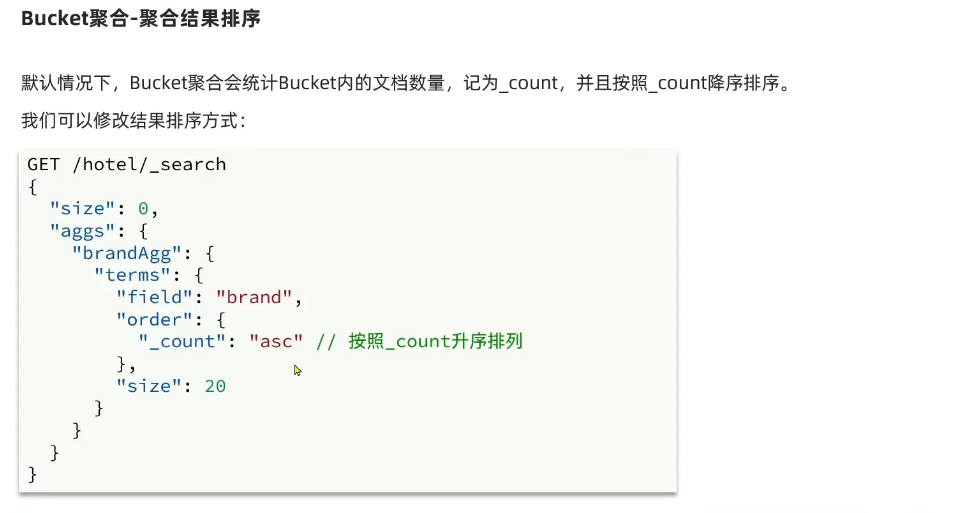 Bucket聚合-聚合结果排序
默认情况下，Bucket聚合会统计Bucket内的文档数量，记为_count，并且按照_count降序排序。
我们可以修改结果排序方式：
GET /hotel/_search
{
  "size": 0,
  "aggs": {
    "brandAgg": {
      "terms": {
        "field": "brand",
        "order": {
          "_count": "asc" // 按照_count升序排列
        },
        "size": 20
      }
    }
  }
}